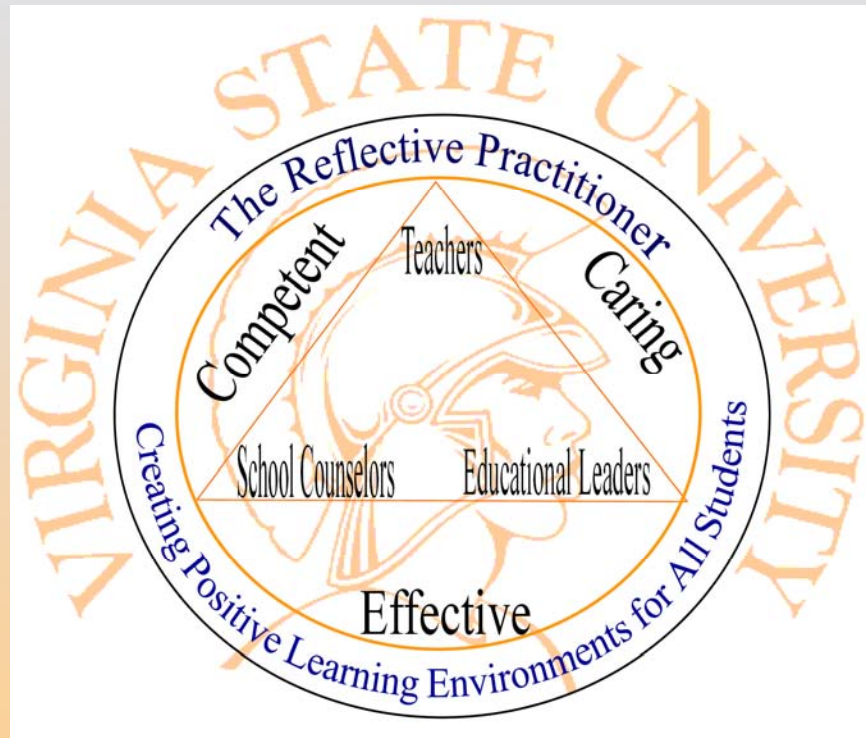 VIRGINIA STATE UNIVERSITY
The Reflective Practitioner
Competent
Caring
Teachers
School Counselors
Educational Leaders
Effective
Creating Positive Learning Environments for All Students